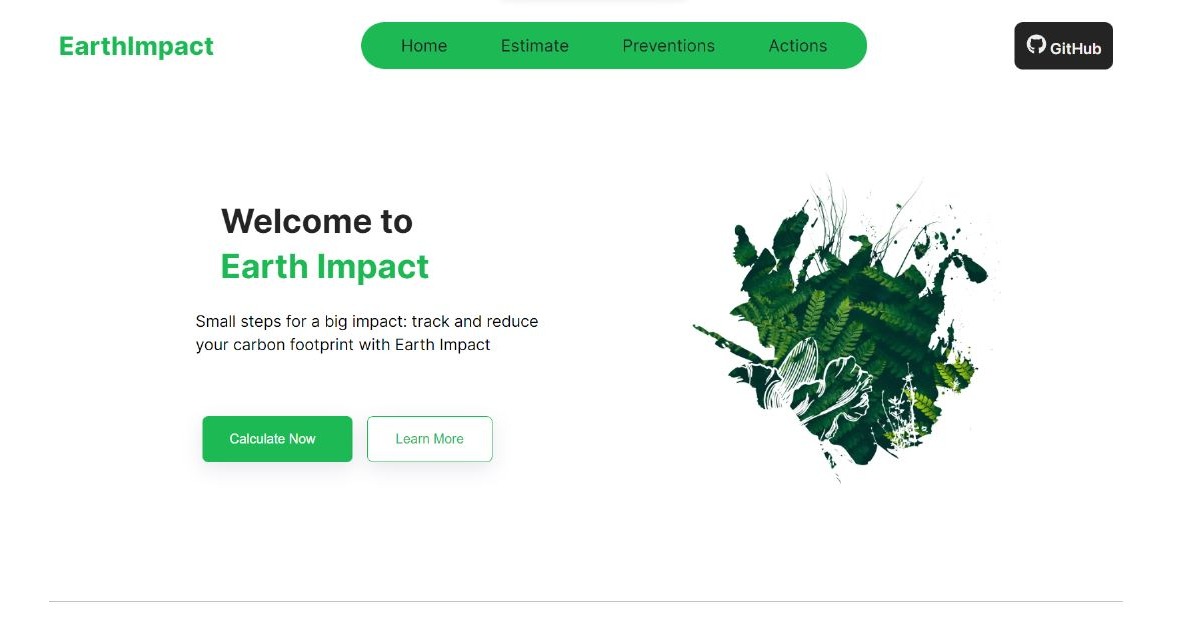 EarthImpact
Home Estimate Preventions Actions
GitHub
Welcome to
Earth Impact
Small steps for a big impact: track and reduce
your carbon footprint with Earth Impact
Calculate Now Learn More